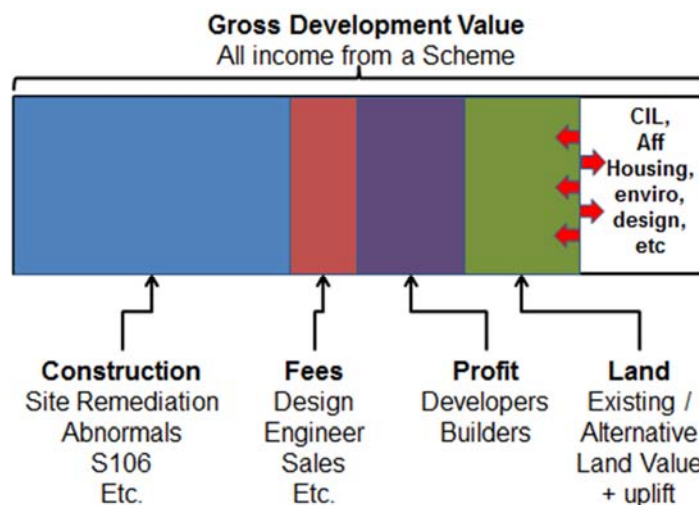 Gross Development Value
All income from a Scheme
CIL,
Aff
Housing,
enviro,
design,
etc
Construction
Site Remediation
Abnormals
S106
Etc.
Fees
Design
Engineer
Sales
Etc.
Profit
Developers
Builders
Land
Existing /
Alternative
Land Value
+ uplift